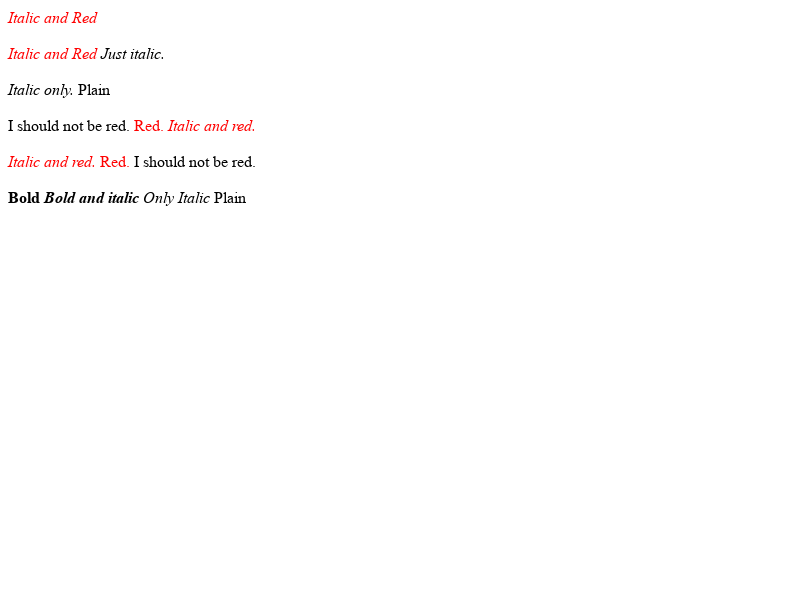 Italic and Red
Italic and Red Just italic.
Italic only. Plain
I should not be red. Red. Italic and red.
Italic and red. Red. I should not be red.
Bold Bold and italic Only Italic Plain